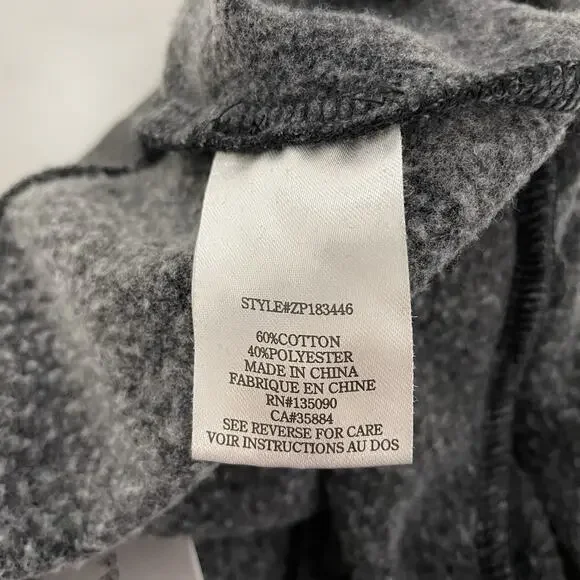 STYLE#ZP183446
60%COTTON
40%POLYESTER
MADE IN CHINA
FABRIQUE EN CHINE
RN#135090
CA#35884
SEE REVERSE FOR CARE
VOIR INSTRUCTIONS AU DOS